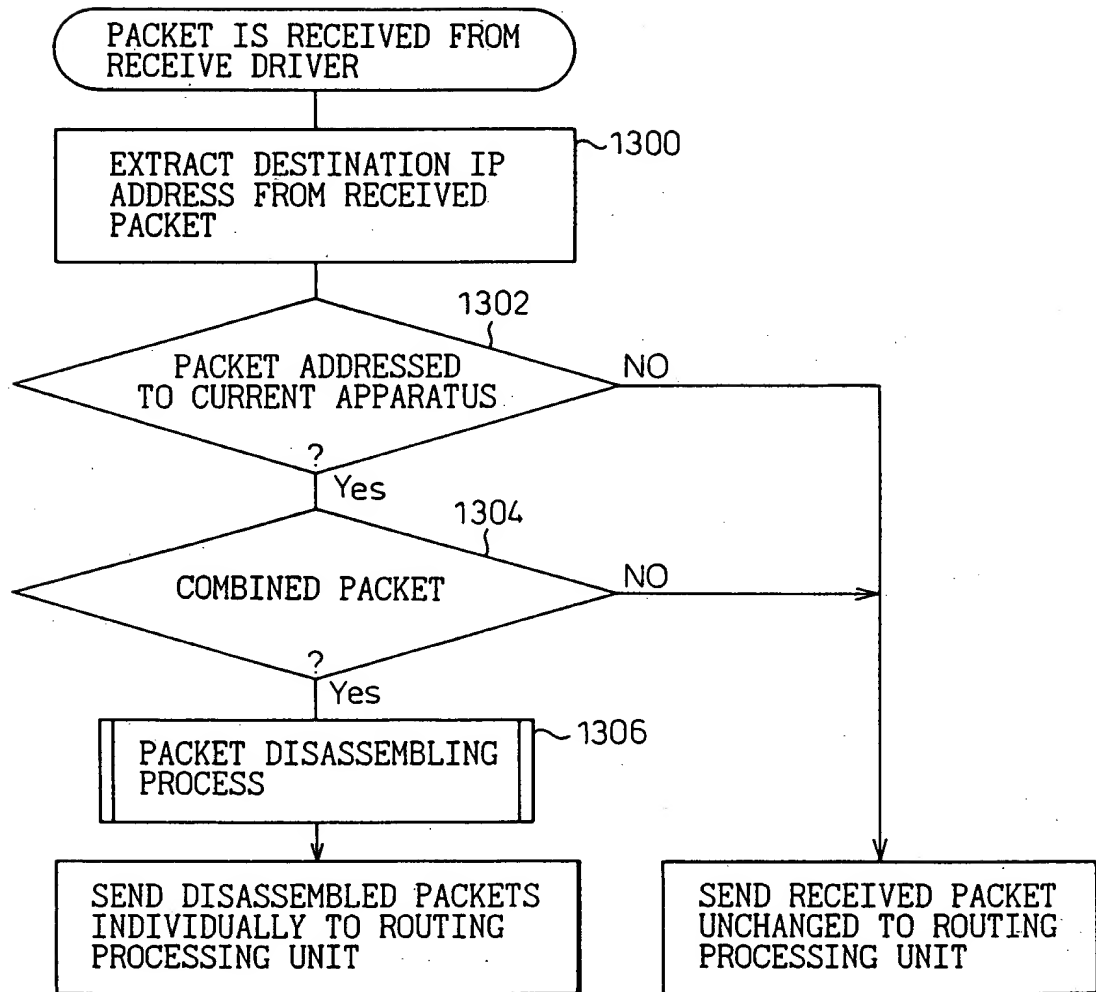 PACKET IS RECEIVED FROM
RECEIVE DRIVER
1300
EXTRACT DESTINATION IP
ADDRESS FROM RECEIVED
PACKET
1302
PACKET ADDRESSED
TO CURRENT APPARATUS
?
NO
Yes
1304
COMBINED PACKET
?
NO
Yes
1306
PACKET DISASSEMBLING
PROCESS
SEND DISASSEMBLED PACKETS
INDIVIDUALLY TO ROUTING
PROCESSING UNIT
SEND RECEIVED PACKET
UNCHANGED TO ROUTING
PROCESSING UNIT